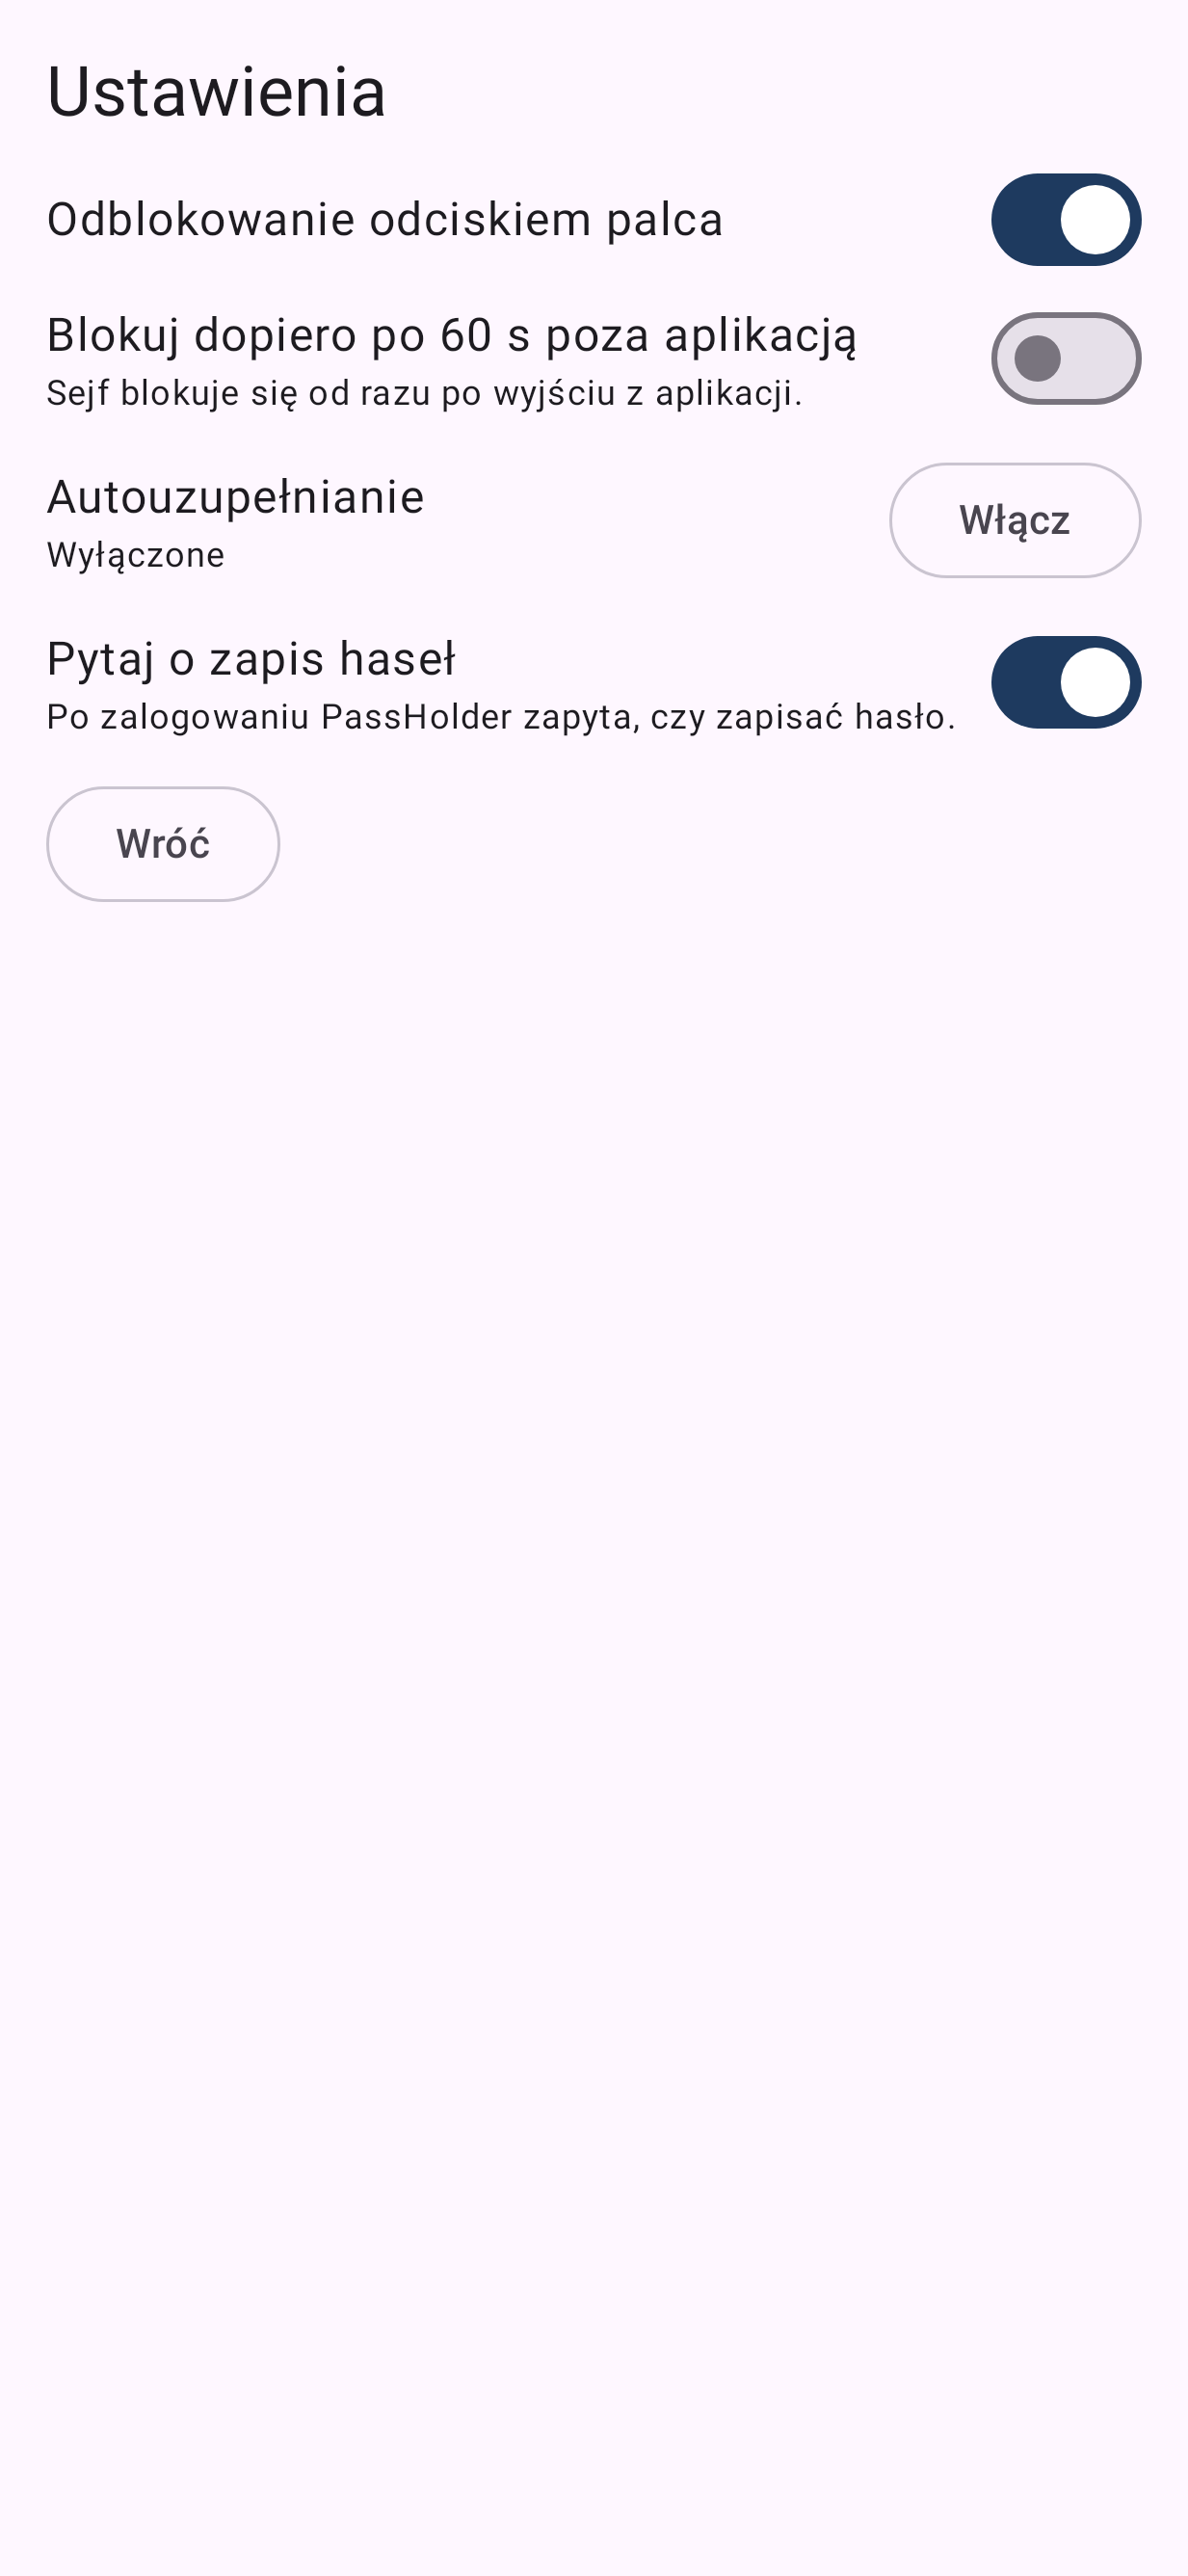 Ustawienia
Odblokowanie odciskiem palca
Blokuj dopiero po 60 s poza aplikacją
Sejf blokuje się od razu po wyjściu z aplikacji.
Autouzupełnianie
Wyłączone
Włącz
Pytaj o zapis haseł
Po zalogowaniu PassHolder zapyta, czy zapisać hasło.
Wróć